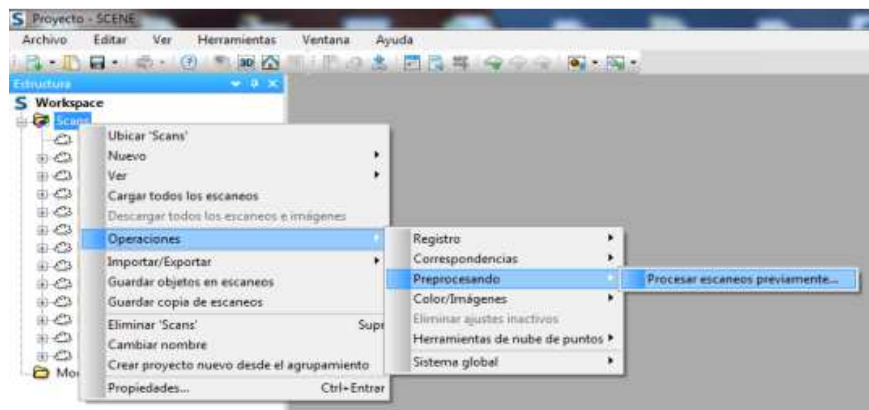 Proyecto - SCENE
Archivo Editar Ver Herramientas Ventana Ayuda
Estructura
Workspace
Scans
Ubicar 'Scans'
Nuevo
Ver
Cargar todos los escaneos
Descargar todos los escaneos e imágenes
Operaciones
Importar/Exportar
Guardar objetos en escaneos
Guardar copia de escaneos
Eliminar 'Scans' Supr
Cambiar nombre
Crear proyecto nuevo desde el agrupamiento
Propiedades... Ctrl+Entrar
Registro
Correspondencias
Preprocesando
Color/Imágenes
Eliminar ajustes inactivos
Herramientas de nube de puntos
Sistema global
Procesar escaneos previamente...